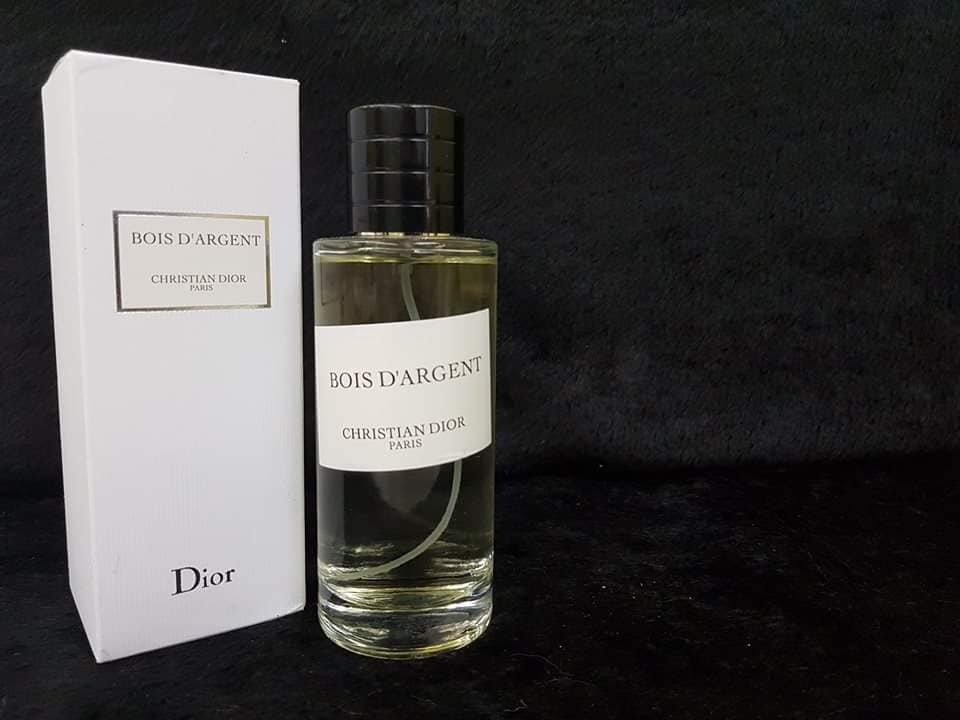 BOIS D'ARGENT
CHRISTIAN DIOR
PARIS
Dior
BOIS D'ARGENT
CHRISTIAN DIOR
PARIS